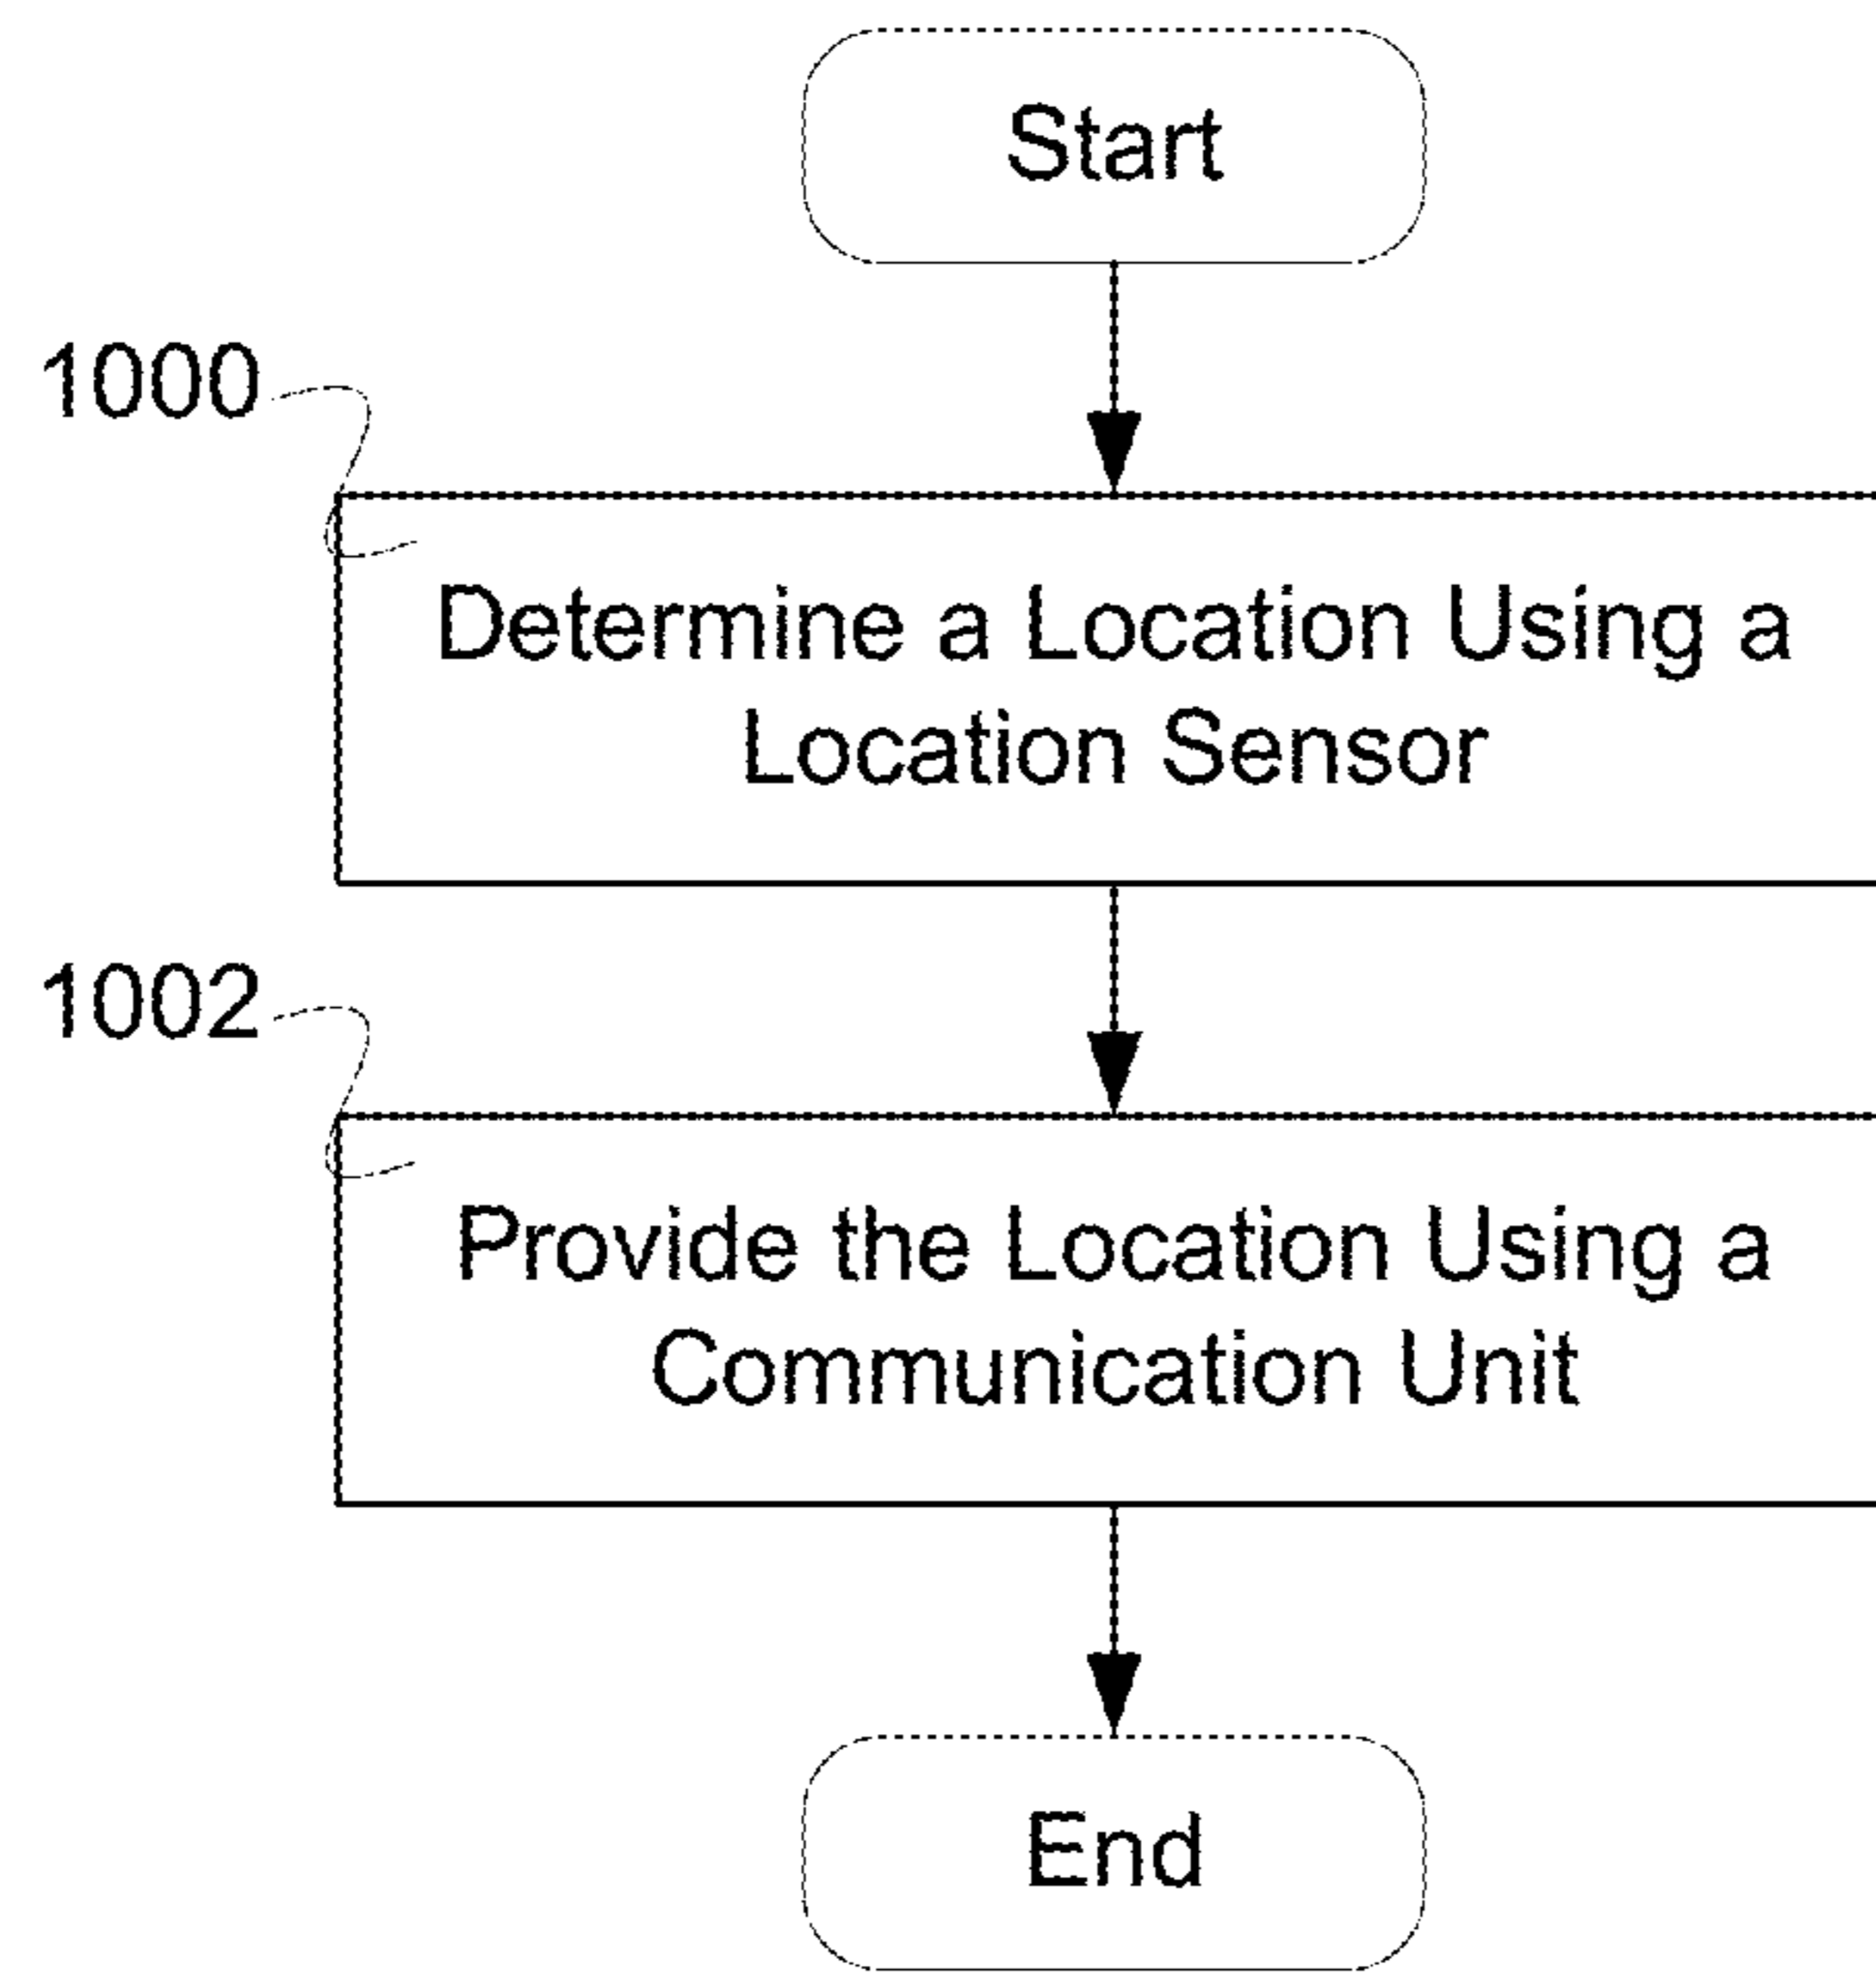 Start
1000
Determine a Location Using a
Location Sensor
1002
Provide the Location Using a
Communication Unit
End